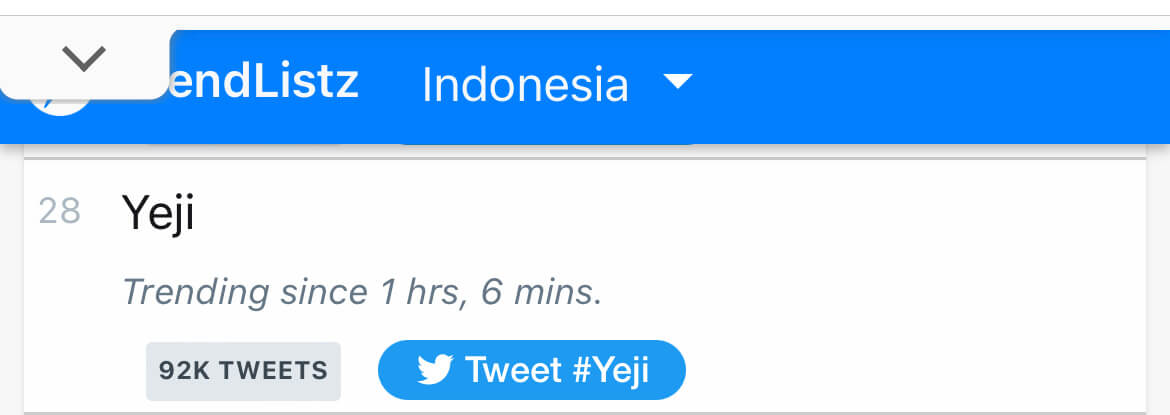 endListz Indonesia
28 Yeji
Trending since 1 hrs, 6 mins.
92K TWEETS Tweet #Yeji